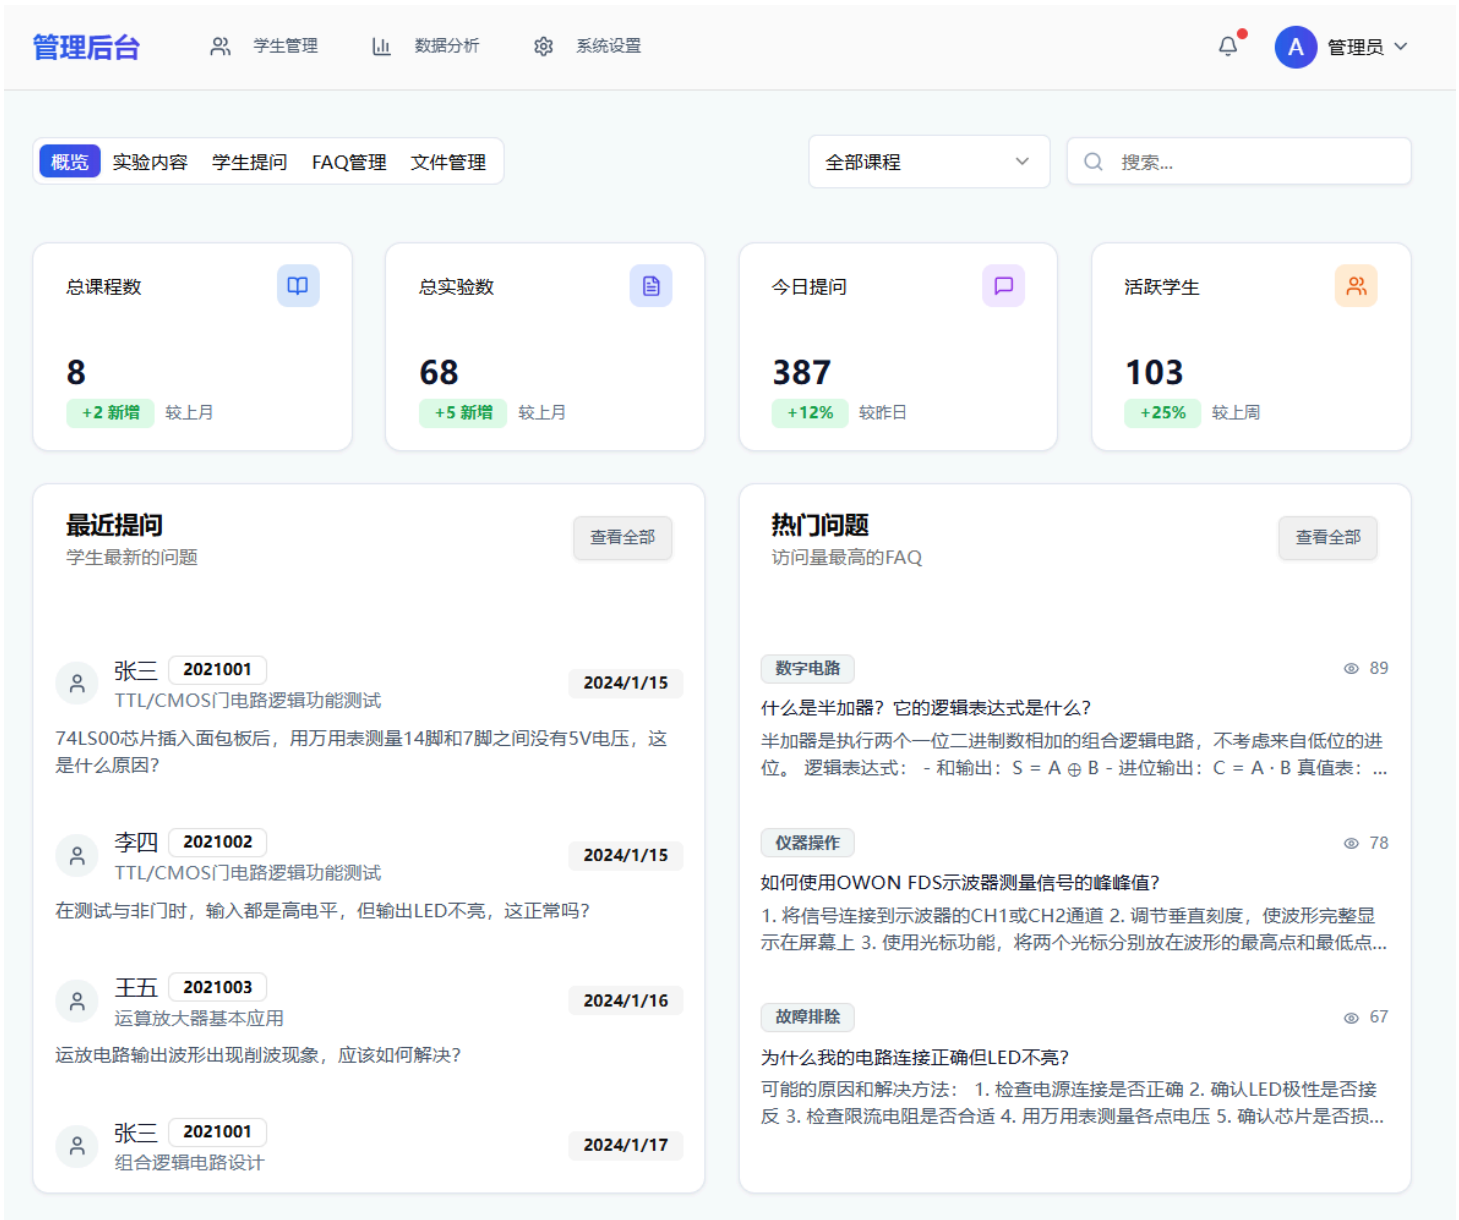 管理后台
学生管理
数据分析
系统设置
A
管理员
概览
实验内容
学生提问
FAQ管理
文件管理
全部课程
搜索...
总课程数
8
+2 新增 较上月
总实验数
68
+5 新增 较上月
今日提问
387
+12% 较昨日
活跃学生
103
+25% 较上周
最近提问
学生最新的问题
查看全部
张三 2021001
TTL/CMOS门电路逻辑功能测试
2024/1/15
74LS00芯片插入面包板后，用万用表测量14脚和7脚之间没有5V电压，这
是什么原因？
李四 2021002
TTL/CMOS门电路逻辑功能测试
2024/1/15
在测试与非门时，输入都是高电平，但输出LED不亮，这正常吗？
王五 2021003
运算放大器基本应用
2024/1/16
运放电路输出波形出现削波现象，应该如何解决？
张三 2021001
组合逻辑电路设计
2024/1/17
热门问题
访问量最高的FAQ
查看全部
数字电路
89
什么是半加器？它的逻辑表达式是什么？
半加器是执行两个一位二进制数相加的组合逻辑电路，不考虑来自低位的进
位。 逻辑表达式： - 和输出：S = A ⊕ B - 进位输出：C = A · B 真值表：...
仪器操作
78
如何使用OWON FDS示波器测量信号的峰峰值？
1. 将信号连接到示波器的CH1或CH2通道 2. 调节垂直刻度，使波形完整显
示在屏幕上 3. 使用光标功能，将两个光标分别放在波形的最高点和最低点...
故障排除
67
为什么我的电路连接正确但LED不亮？
可能的原因和解决方法： 1. 检查电源连接是否正确 2. 确认LED极性是否接
反 3. 检查限流电阻是否合适 4. 用万用表测量各点电压 5. 确认芯片是否损...